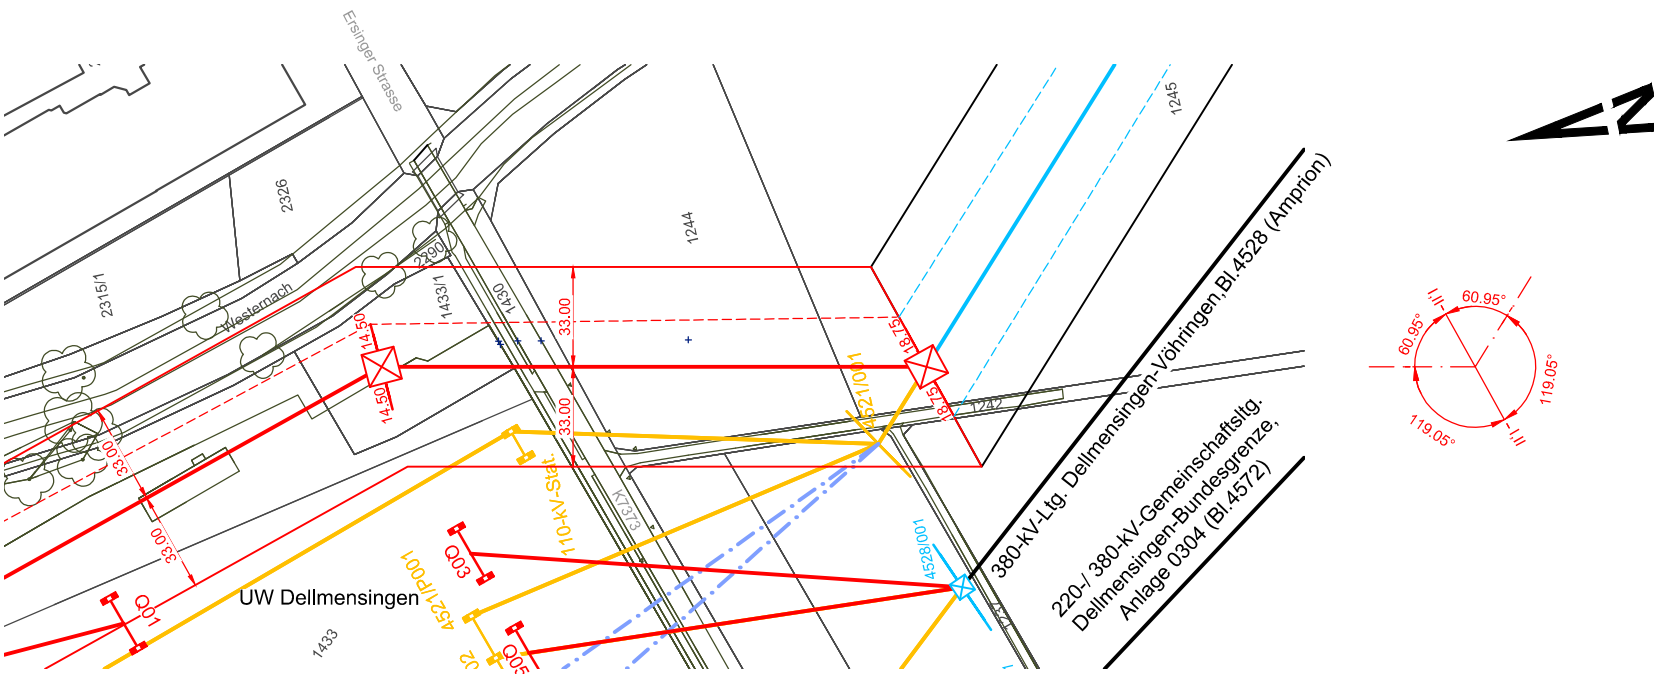 Ersinger Strasse
2326
2315/1
Westernach
2290
1433/1
1430
1244
1245
14.50
14.50
33.00
33.00
33.00
33.00
18.75
18.75
4521/001
1242
K7373
110-kV-Stat.
4521/P001
Q03
Q01
Q05
UW Dellmensingen
1433
4528/001
1237
380-kV-Ltg. Dellmensingen-Vöhringen,Bl.4528 (Amprion)
220-/ 380-kV-Gemeinschaftsltg.
Dellmensingen-Bundesgrenze,
Anlage 0304 (Bl.4572)
N
I-II
60.95°
60.95°
119.05°
119.05°
I-II